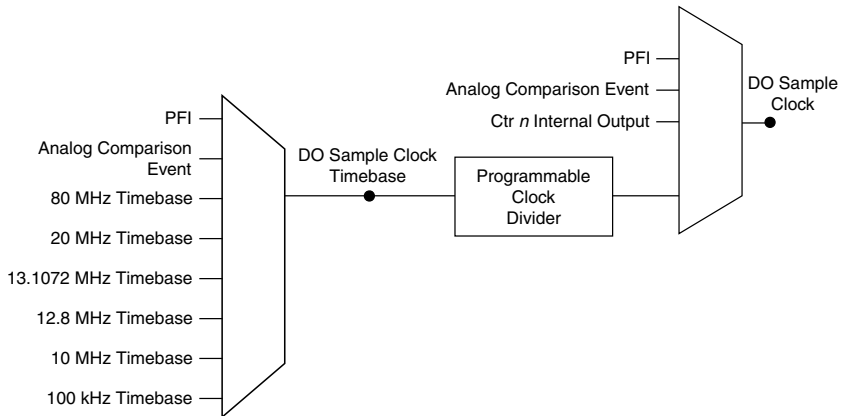 PFI
Analog Comparison Event
Ctr n Internal Output
DO Sample
Clock
PFI
Analog Comparison
Event
80 MHz Timebase
20 MHz Timebase
13.1072 MHz Timebase
12.8 MHz Timebase
10 MHz Timebase
100 kHz Timebase
DO Sample Clock
Timebase
Programmable
Clock
Divider